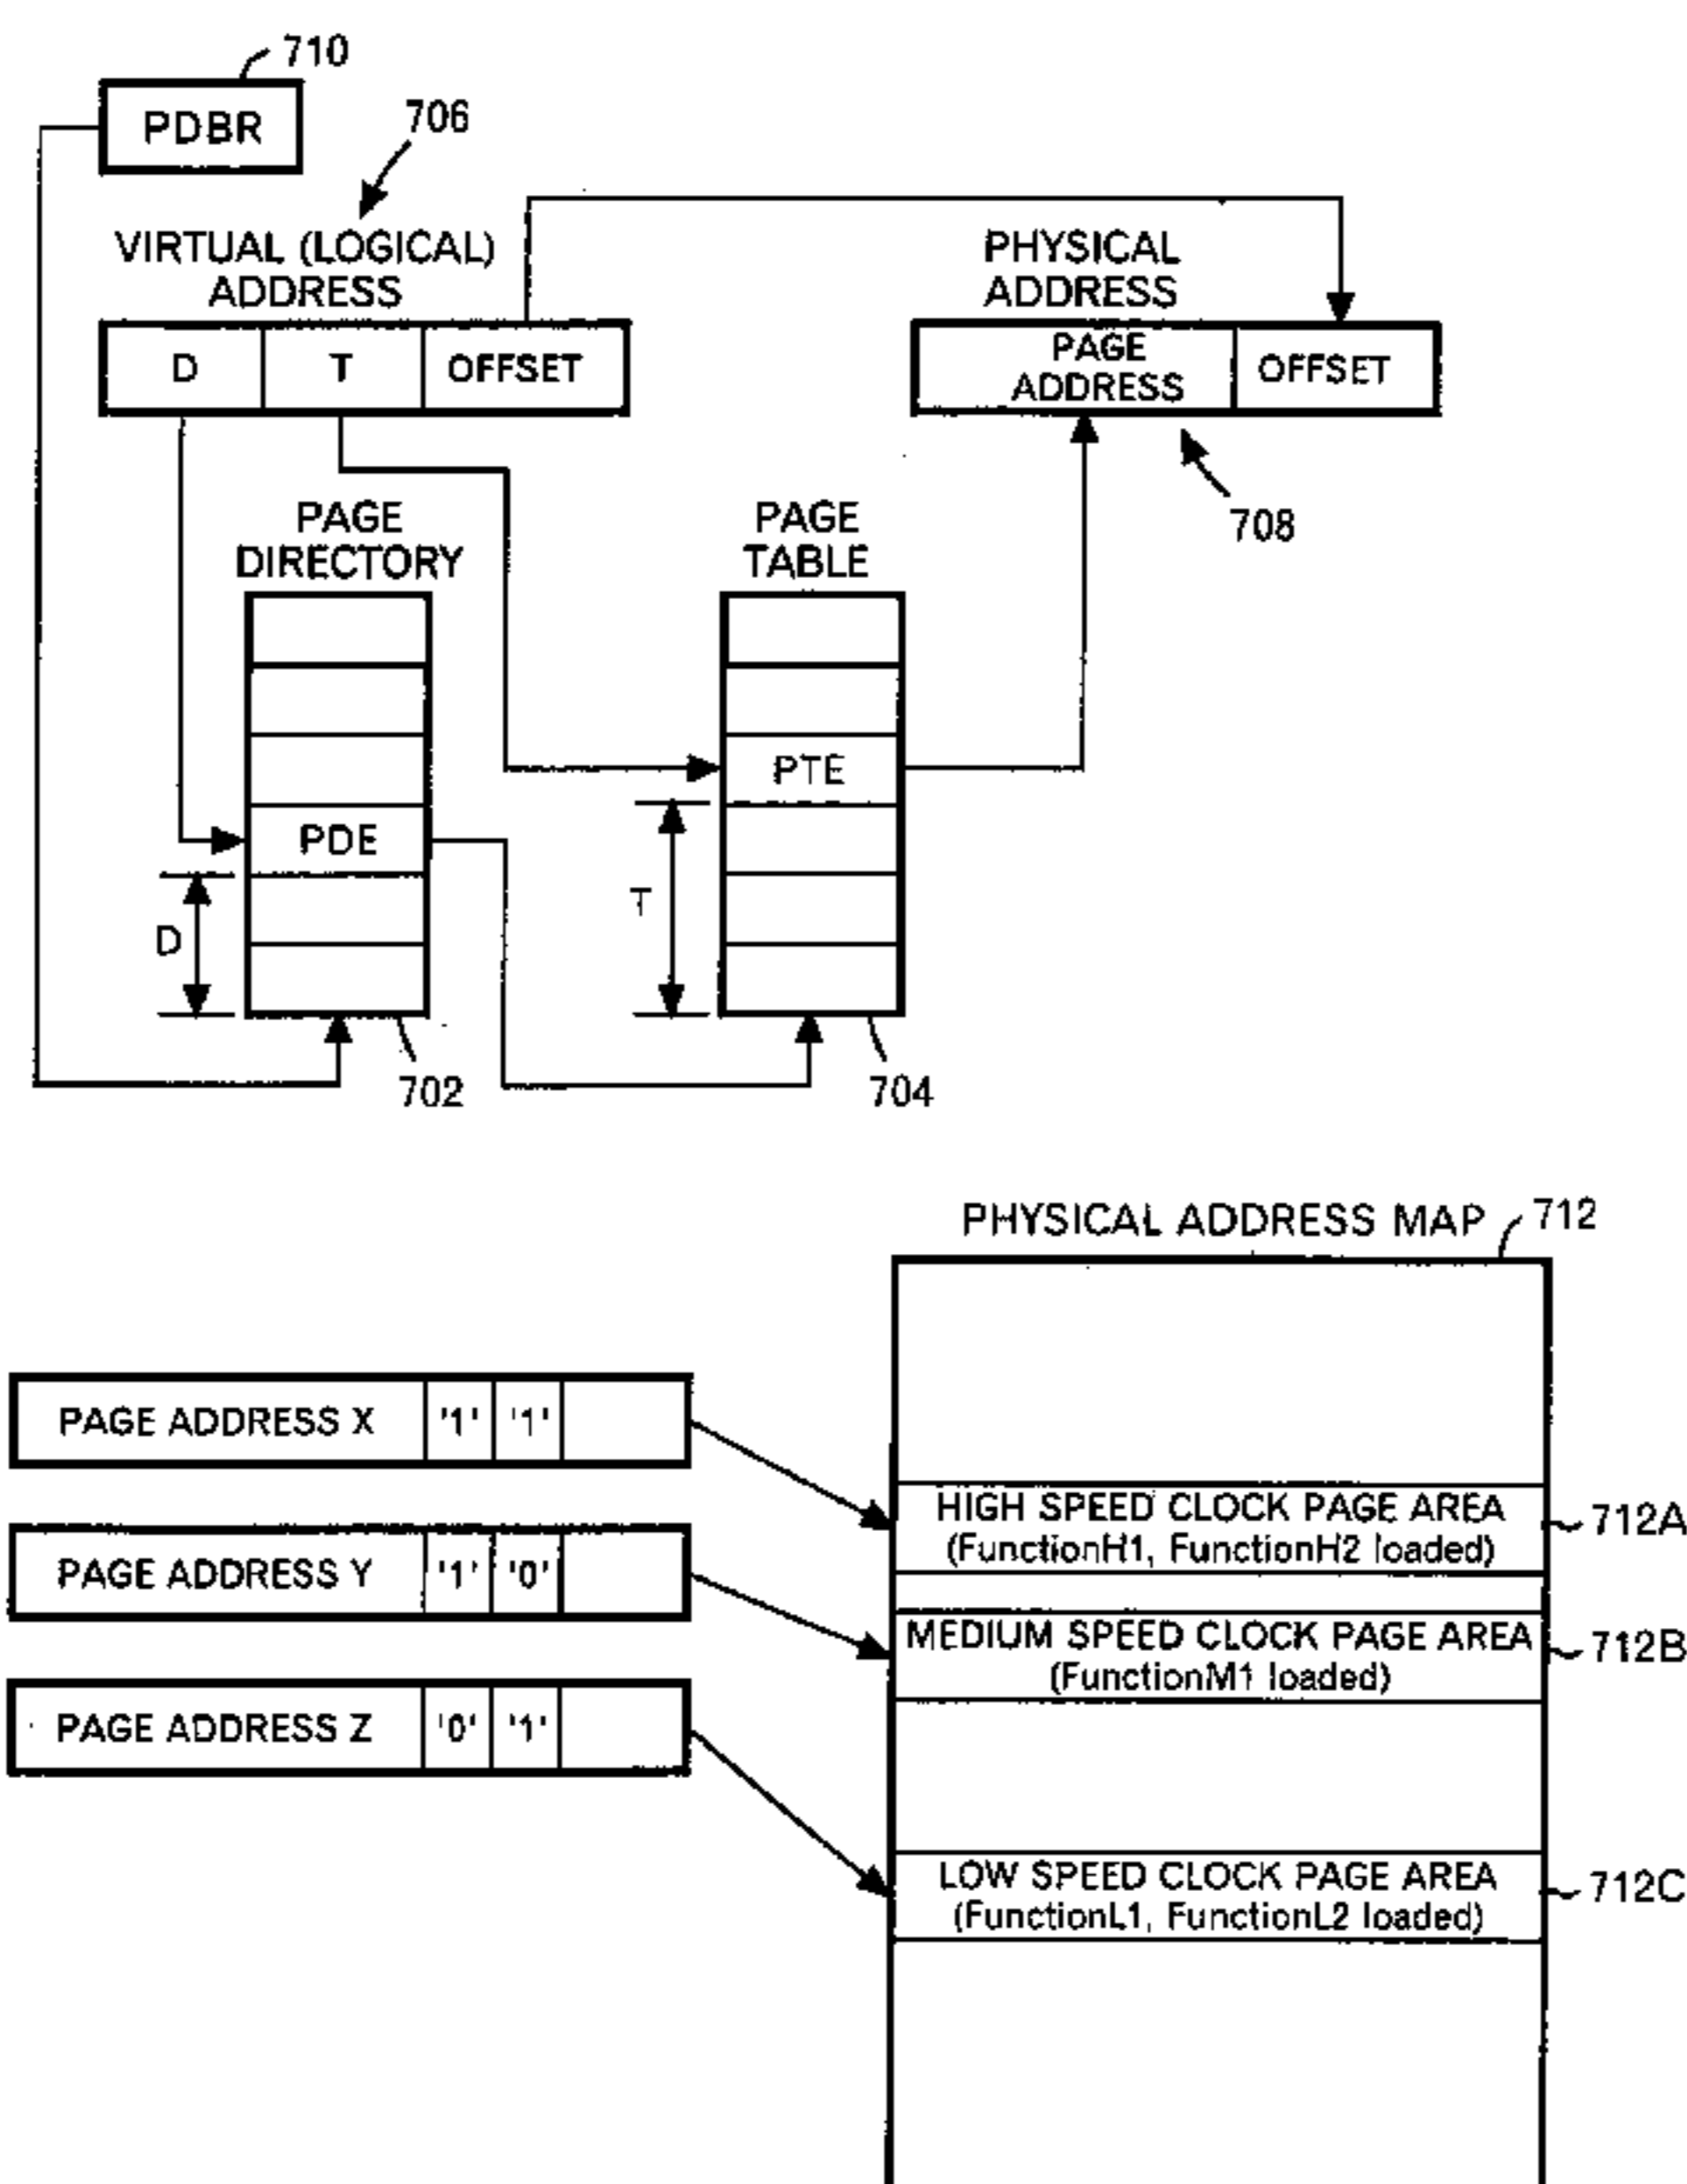 710
PDBR
706
VIRTUAL (LOGICAL)
ADDRESS
PHYSICAL
ADDRESS
D
T
OFFSET
PAGE
ADDRESS
OFFSET
708
PAGE
DIRECTORY
PAGE
TABLE
PTE
PDE
T
D
702
704
PHYSICAL ADDRESS MAP
712
PAGE ADDRESS X '1' '1'
HIGH SPEED CLOCK PAGE AREA
(FunctionH1, FunctionH2 loaded)
712A
PAGE ADDRESS Y '1' '0'
MEDIUM SPEED CLOCK PAGE AREA
(FunctionM1 loaded)
712B
PAGE ADDRESS Z '0' '1'
LOW SPEED CLOCK PAGE AREA
(FunctionL1, FunctionL2 loaded)
712C